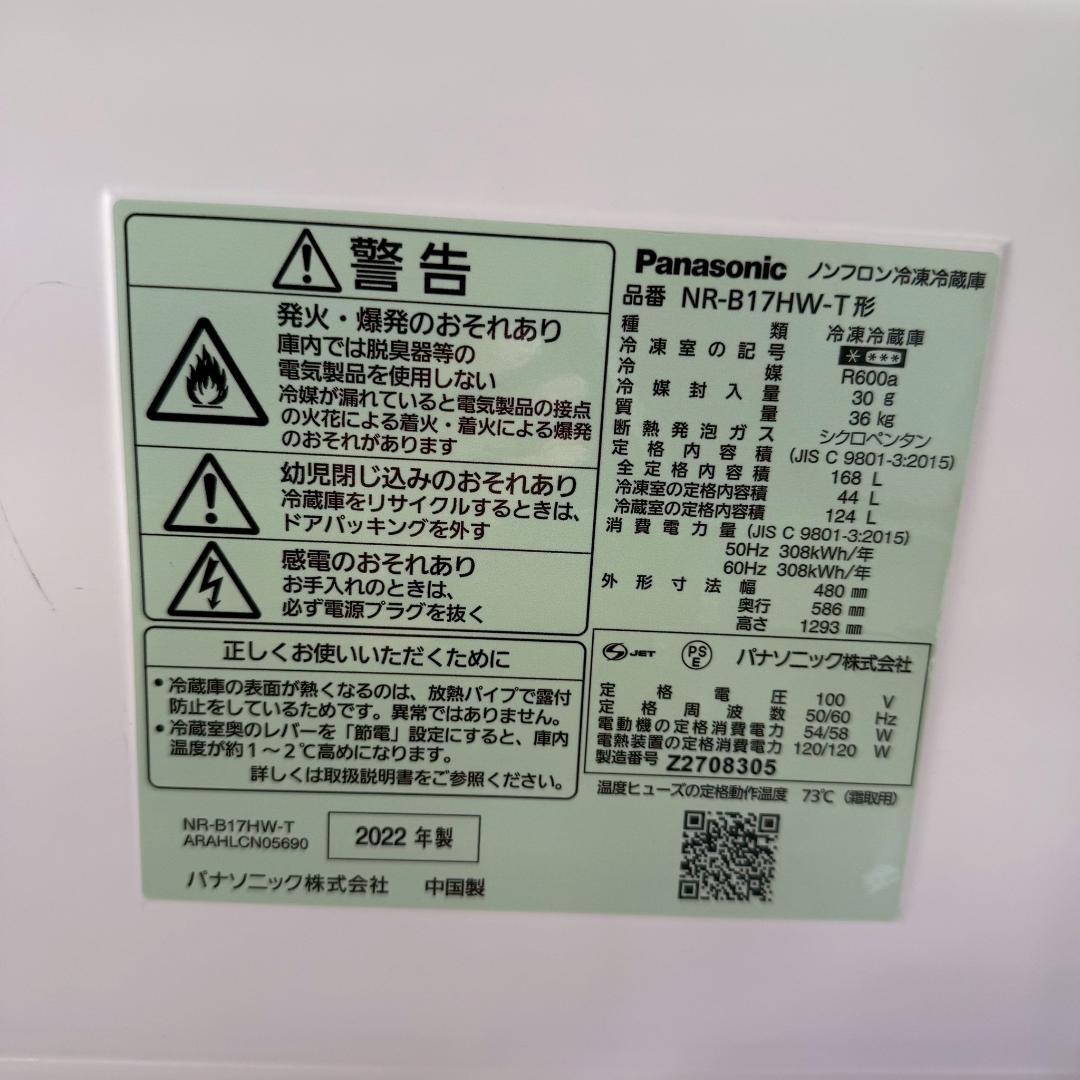 警告
発火・爆発のおそれあり
庫内では脱臭器等の
電気製品を使用しない
冷媒が漏れていると電気製品の接点
の火花による着火・着火による爆発
のおそれがあります
幼児閉じ込みのおそれあり
冷蔵庫をリサイクルするときは、
ドアパッキングを外す
感電のおそれあり
お手入れのときは、
必ず電源プラグを抜く
正しくお使いいただくために
・冷蔵庫の表面が熱くなるのは、放熱パイプで露付
防止をしているためです。異常ではありません。
・冷蔵室奥のレバーを「節電」設定にすると、庫内
温度が約1~2℃高めになります。
詳しくは取扱説明書をご参照ください。
NR-B17HW-T
ARAHLCN05690
2022 年製
パナソニック株式会社 中国製
Panasonic ノンフロン冷凍冷蔵庫
品番 NR-B17HW-T形
種類 冷凍冷蔵庫
冷凍室の記号 * ***
冷媒 R600a
冷媒封入量 30 g
質量 36 kg
断熱発泡ガス シクロペンタン
定格内容積 (JIS C 9801-3:2015)
全定格内容積 168 L
冷凍室の定格内容積 44 L
冷蔵室の定格内容積 124 L
消費電力量 (JIS C 9801-3:2015)
50Hz 308kWh/年
60Hz 308kWh/年
外形寸法 幅 480 mm
奥行 586 mm
高さ 1293 mm
JET PSE パナソニック株式会社
定格電圧 100 V
定格周波数 50/60 Hz
電動機の定格消費電力 54/58 W
電熱装置の定格消費電力 120/120 W
製造番号 Z2708305
温度ヒューズの定格動作温度 73℃ (霜取用)